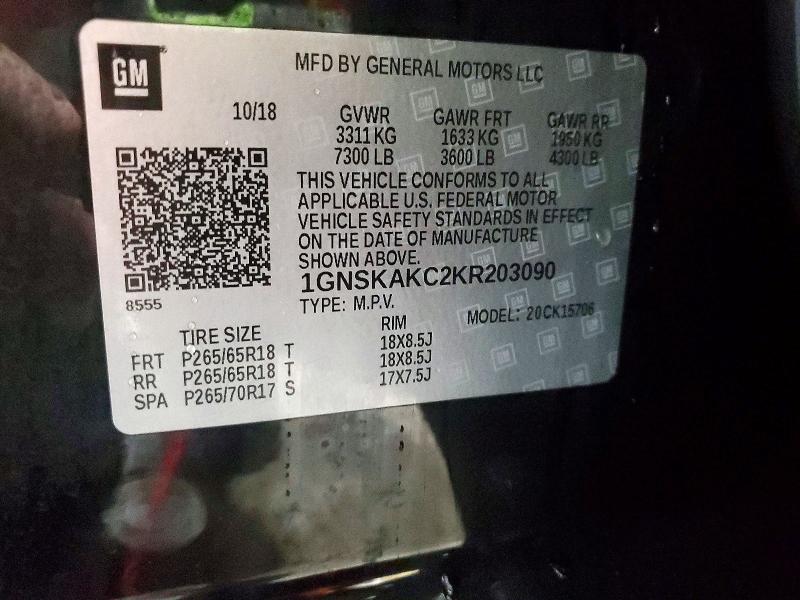 GM
MFD BY GENERAL MOTORS LLC
10/18
GVWR GAWR FRT GAWR RR
3311 KG 1633 KG 1950 KG
7300 LB 3600 LB 4300 LB
THIS VEHICLE CONFORMS TO ALL
APPLICABLE U.S. FEDERAL MOTOR
VEHICLE SAFETY STANDARDS IN EFFECT
ON THE DATE OF MANUFACTURE
SHOWN ABOVE.
1GNSKAKC2KR203090
8555
TYPE: M.P.V. MODEL: 20CK15706
TIRE SIZE RIM
FRT P265/65R18 T 18X8.5J
RR P265/65R18 T 18X8.5J
SPA P265/70R17 S 17X7.5J